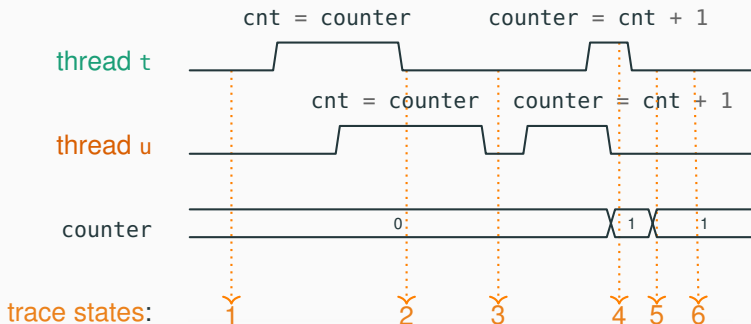 cnt = counter counter = cnt + 1
thread t
cnt = counter counter = cnt + 1
thread u
counter 0 1 1
trace states: 1 2 3 4 5 6